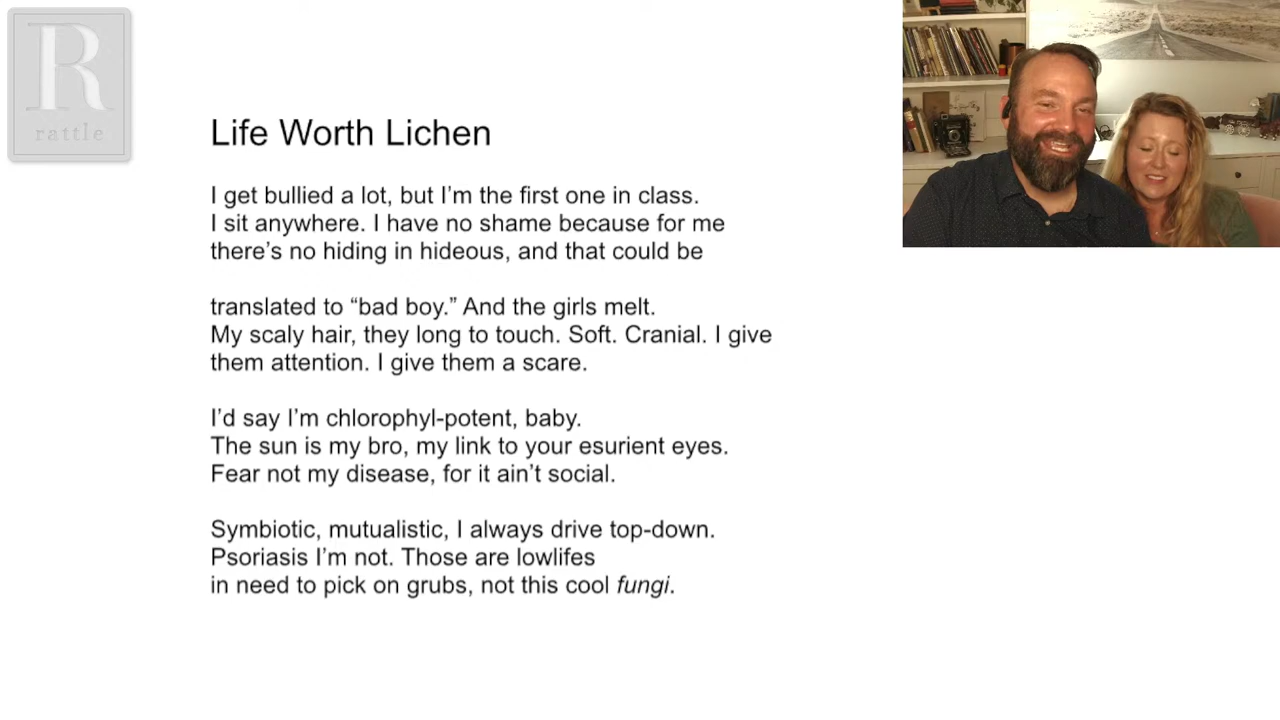 R
rattle
Life Worth Lichen
I get bullied a lot, but I'm the first one in class.
I sit anywhere. I have no shame because for me
there's no hiding in hideous, and that could be
translated to “bad boy.” And the girls melt.
My scaly hair, they long to touch. Soft. Cranial. I give
them attention. I give them a scare.
I'd say I'm chlorophyl-potent, baby.
The sun is my bro, my link to your esurient eyes.
Fear not my disease, for it ain't social.
Symbiotic, mutualistic, I always drive top-down.
Psoriasis I'm not. Those are lowlifes
in need to pick on grubs, not this cool fungi.